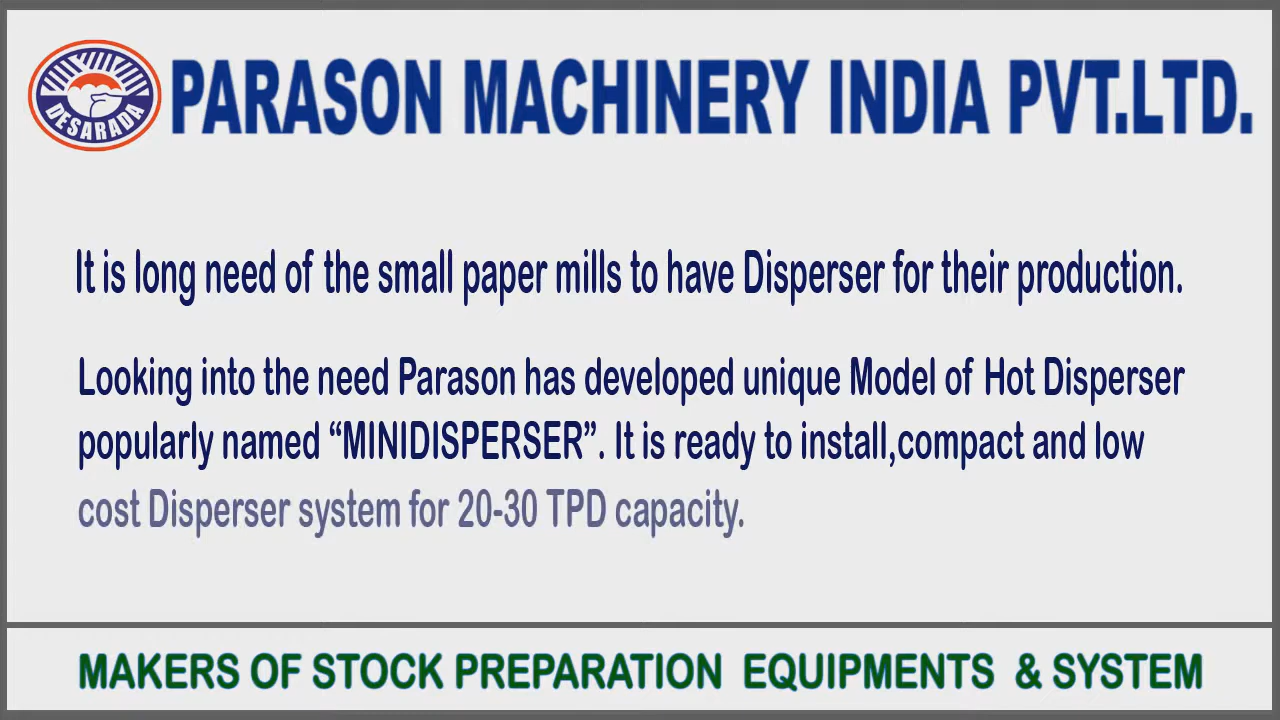 DESARADA
PARASON MACHINERY INDIA PVT.LTD.
It is long need of the small paper mills to have Disperser for their production.
Looking into the need Parason has developed unique Model of Hot Disperser
popularly named “MINIDISPERSER”. It is ready to install,compact and low
cost Disperser system for 20-30 TPD capacity.
MAKERS OF STOCK PREPARATION EQUIPMENTS & SYSTEM